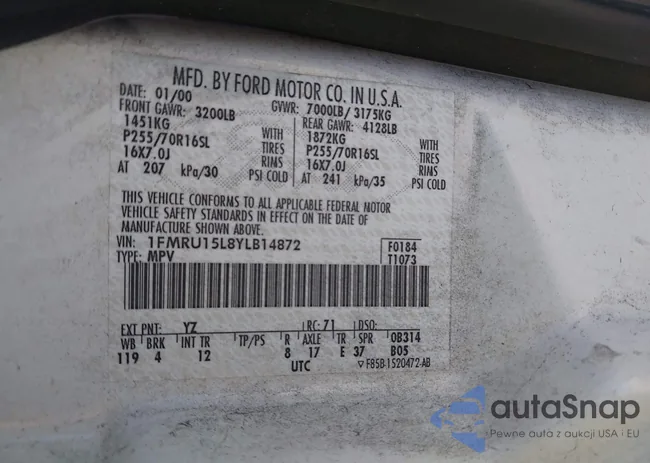 MFD. BY FORD MOTOR CO. IN U.S.A.
DATE: 01/00 GVWR: 7000LB/ 3175KG
FRONT GAWR: 3200LB REAR GAWR: 4128LB
1451KG WITH 1872KG WITH
P255/70R16SL TIRES P255/70R16SL TIRES
16X7.0J RIMS 16X7.0J RIMS
AT 207 kPa/30 PSI COLD AT 241 kPa/35 PSI COLD
THIS VEHICLE CONFORMS TO ALL APPLICABLE FEDERAL MOTOR
VEHICLE SAFETY STANDARDS IN EFFECT ON THE DATE OF
MANUFACTURE SHOWN ABOVE.
VIN: 1FMRU15L8YLB14872 F0184
TYPE: MPV T1073
EXT PNT: YZ RC: 71 DSO:
WB BRK INT TR TP/PS R AXLE TR SPR 0B314
119 4 12 8 17 E 37 B05
UTC ▽ F85B-1520472-AB
autoSnap
Pewne auta z aukcji USA i EU